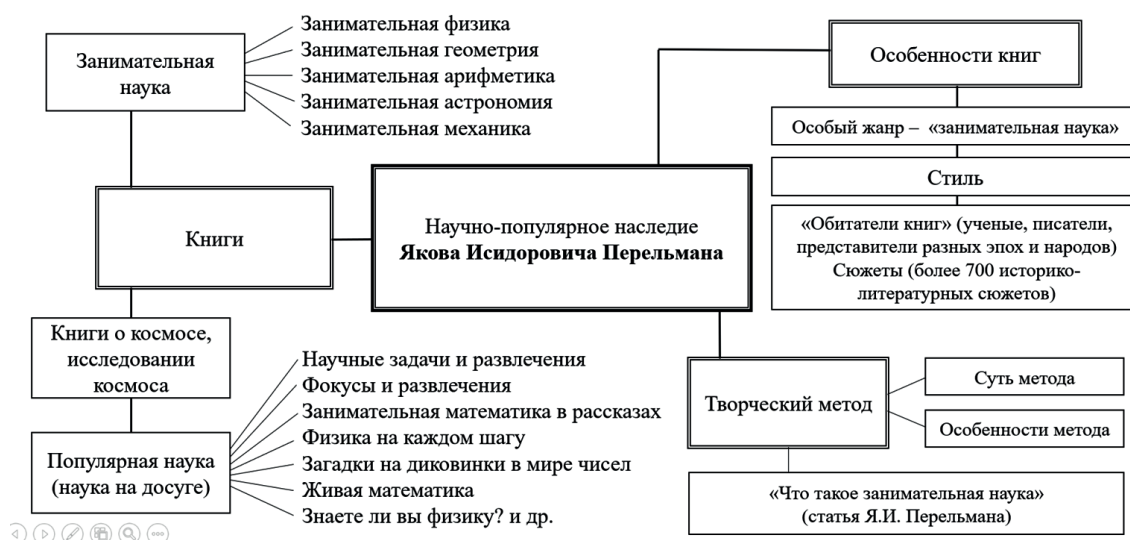 Занимательная
наука
Занимательная физика
Занимательная геометрия
Занимательная арифметика
Занимательная астрономия
Занимательная механика
Особенности книг
Особый жанр – «занимательная наука»
Стиль
«Обитатели книг» (ученые, писатели,
представители разных эпох и народов)
Сюжеты (более 700 историко-
литературных сюжетов)
Книги
Научно-популярное наследие
Якова Исидоровича Перельмана
Книги о космосе,
исследовании
космоса
Популярная наука
(наука на досуге)
Научные задачи и развлечения
Фокусы и развлечения
Занимательная математика в рассказах
Физика на каждом шагу
Загадки на диковинки в мире чисел
Живая математика
Знаете ли вы физику? и др.
Творческий метод
Суть метода
Особенности метода
«Что такое занимательная наука»
(статья Я.И. Перельмана)